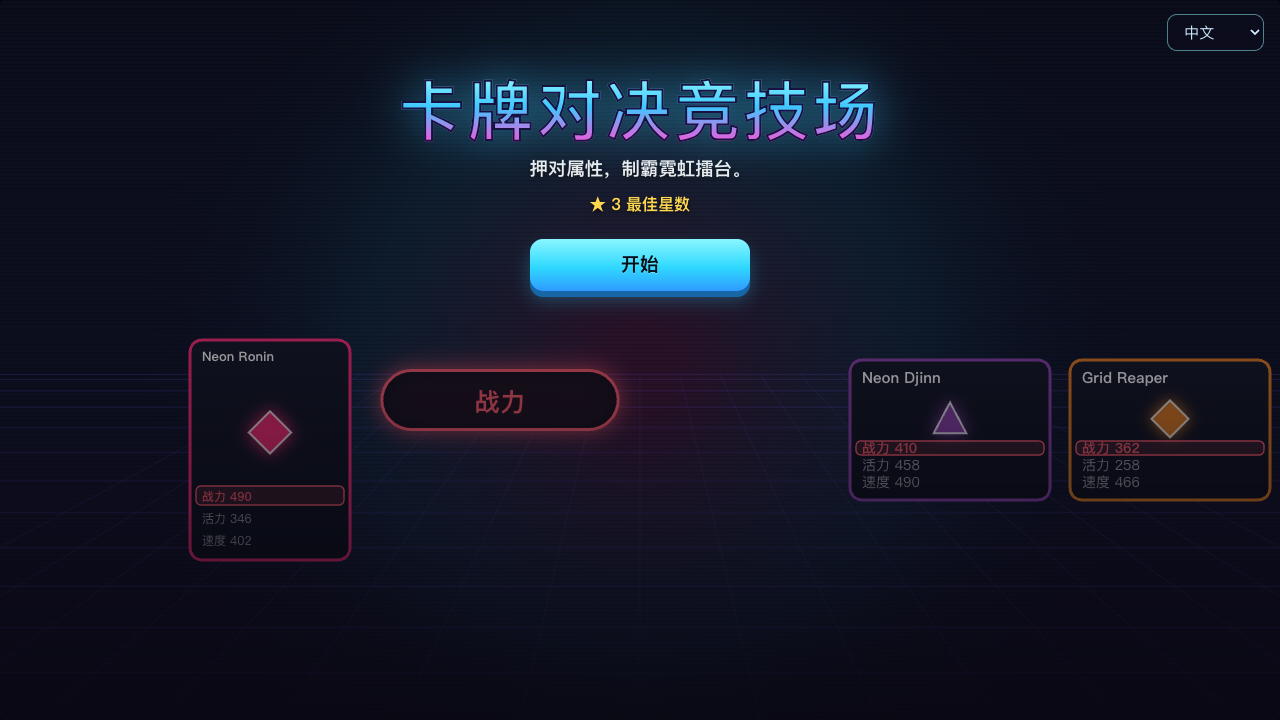 中文
卡牌对决竞技场
押对属性，制霸霓虹擂台。
★ 3 最佳星数
开始
Neon Ronin
战力 490
活力 346
速度 402
战力
Neon Djinn
战力 410
活力 458
速度 490
Grid Reaper
战力 362
活力 258
速度 466